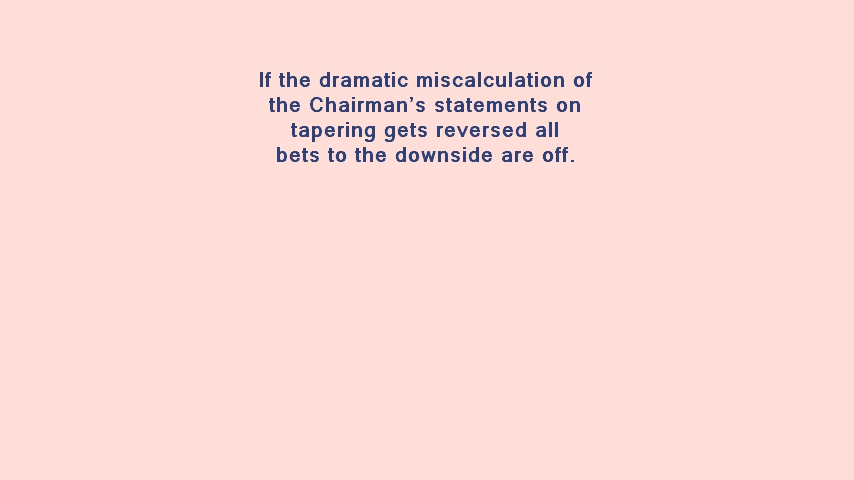 If the dramatic miscalculation of
the Chairman’s statements on
tapering gets reversed all
bets to the downside are off.